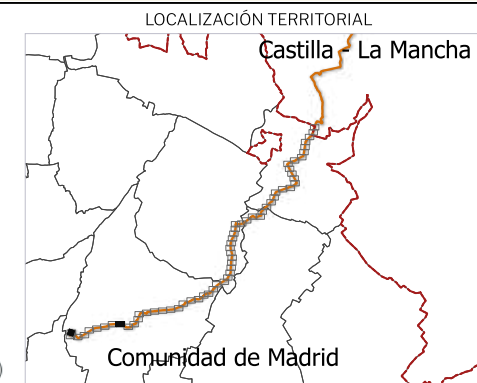 LOCALIZACIÓN TERRITORIAL
Castilla - La Mancha
Comunidad de Madrid